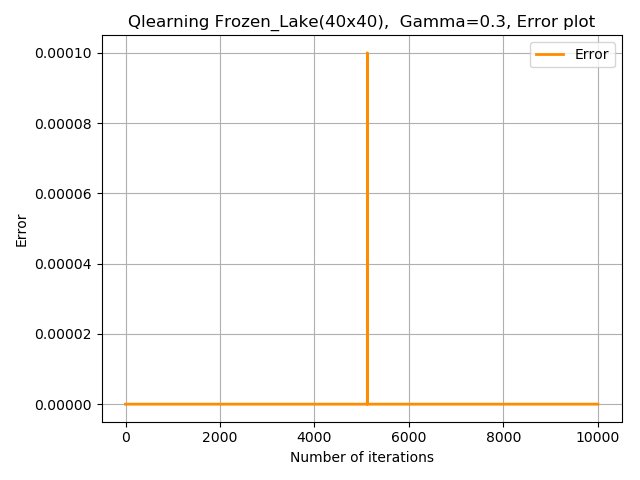 Qlearning Frozen_Lake(40x40),  Gamma=0.3, Error plot
Error
0.00010
0.00008
0.00006
0.00004
0.00002
0.00000
Error
0 2000 4000 6000 8000 10000
Number of iterations